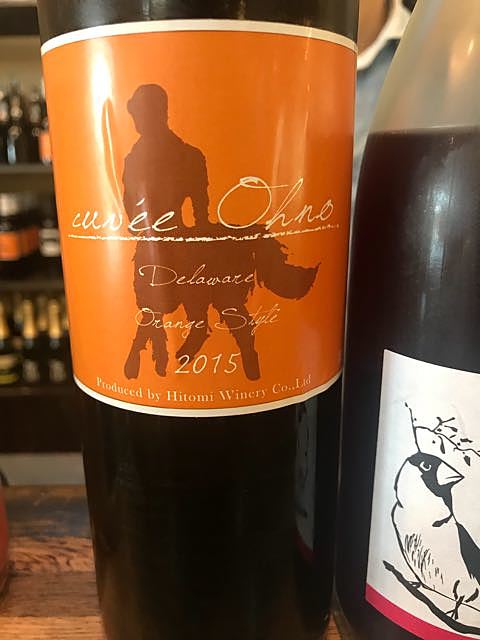 cuvée Ohno
Delaware
Orange Style
2015
Produced by Hitomi Winery Co.,Ltd